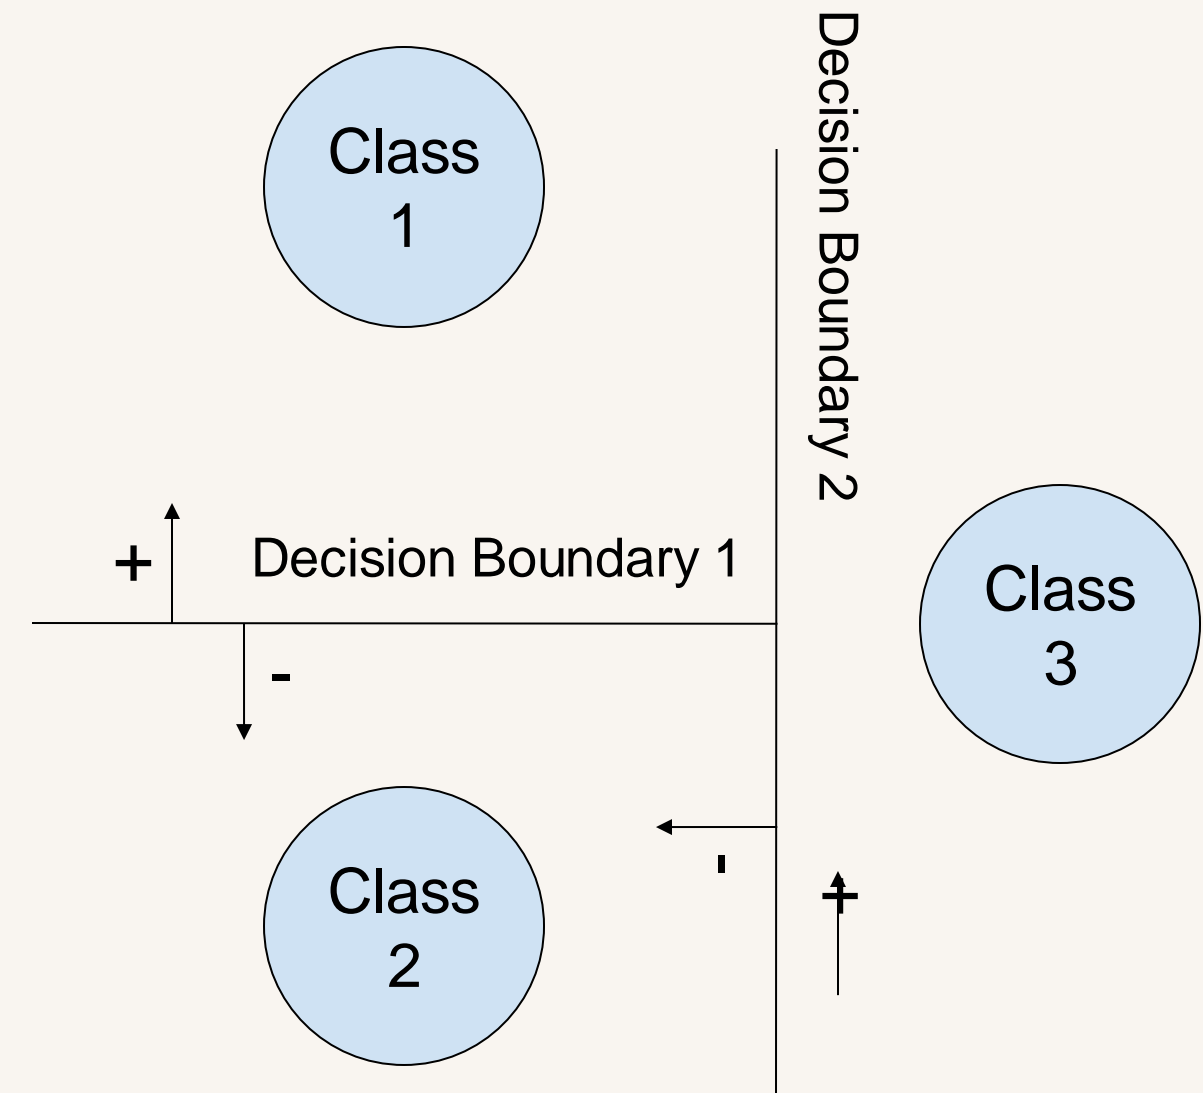 Class
1
Decision Boundary 2
+
Decision Boundary 1
Class
3
-
Class
2
-
+